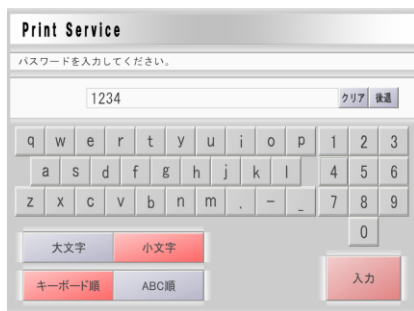 Print Service
パスワードを入力してください。
1234 クリア 後退
q w e r t y u i o p 1 2 3
a s d f g h j k l 4 5 6
z x c v b n m . - _ 7 8 9
0
大文字 小文字
キーボード順 ABC順
入力